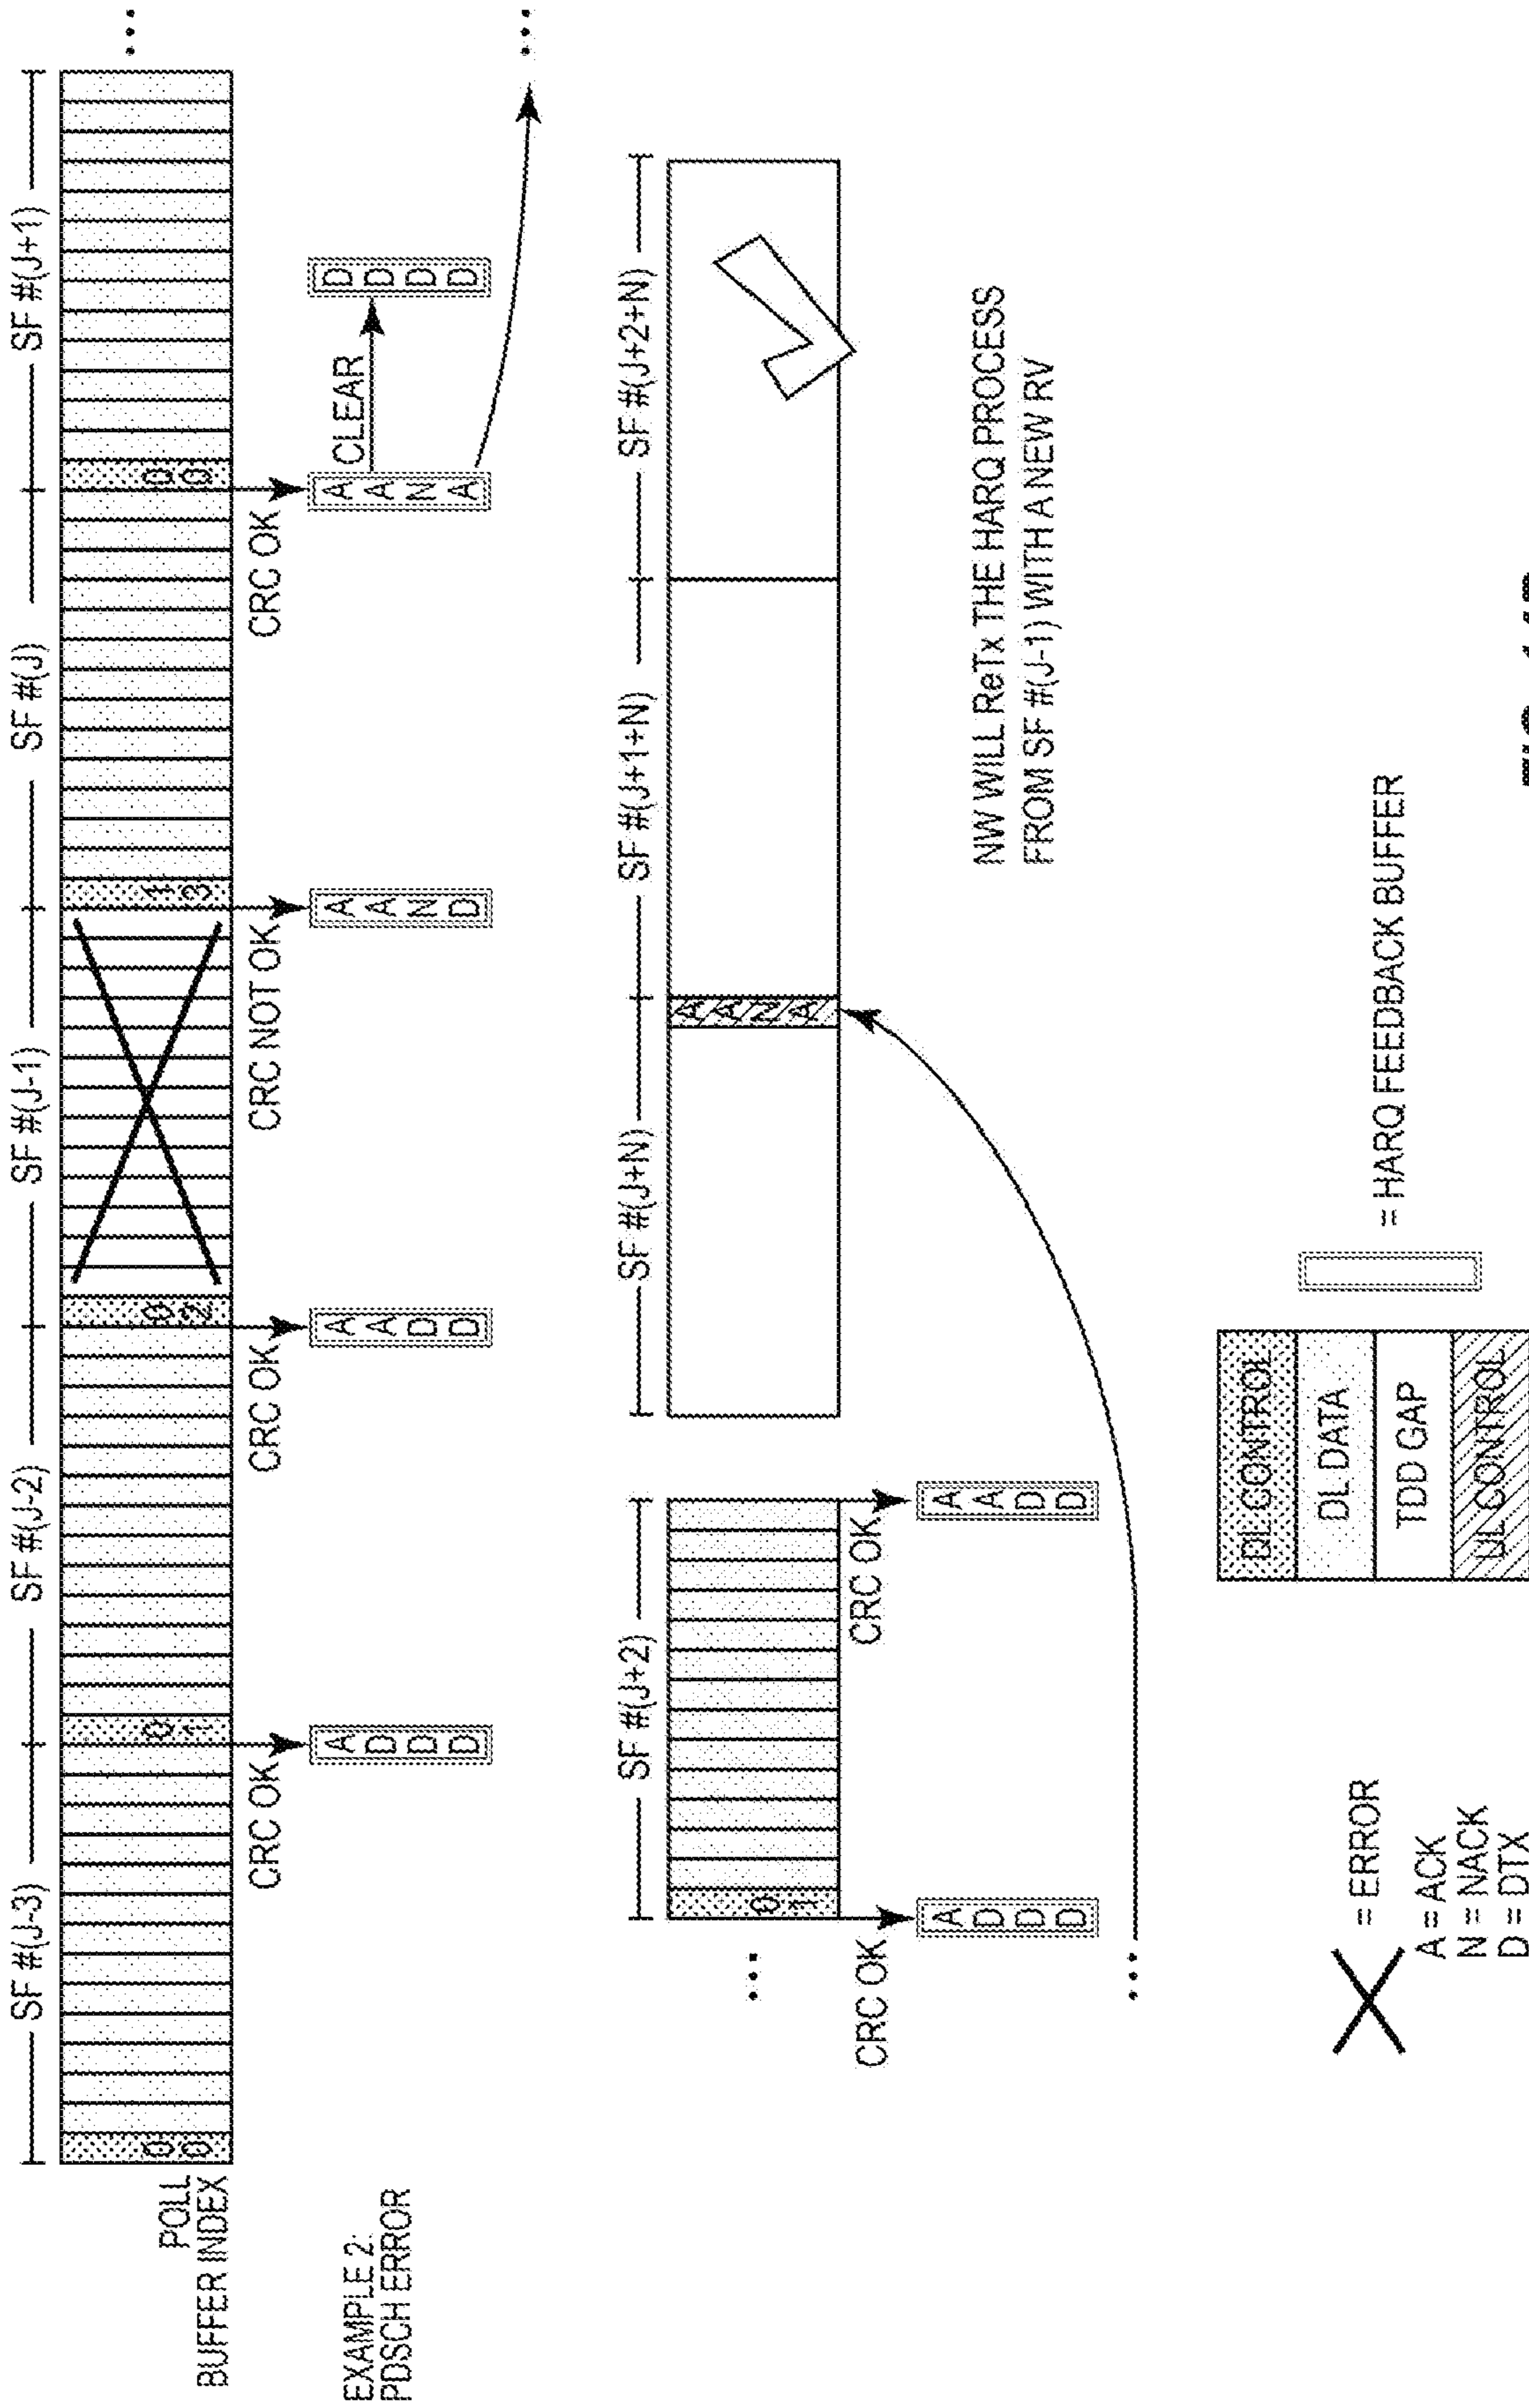 SF #(J-3)
SF #(J-2)
SF #(J-1)
SF #(J)
SF #(J+1)
...
POLL
BUFFER INDEX
0 0 0 1 0
0 1 2 3 0
CRC OK
CRC OK
CRC NOT OK
CRC OK
EXAMPLE 2:
PDSCH ERROR
A D D D
A A D D
A A N D
A A N A
CLEAR
D D D D
...
SF #(J+2)
SF #(J+N)
SF #(J+1+N)
SF #(J+2+N)
...
0
1
A A N A
CRC OK
CRC OK
A D D D
A A D D
...
NW WILL ReTx THE HARQ PROCESS
FROM SF #(J-1) WITH A NEW RV
= ERROR
A = ACK
N = NACK
D = DTX
DL CONTROL
DL DATA
TDD GAP
UL CONTROL
= HARQ FEEDBACK BUFFER